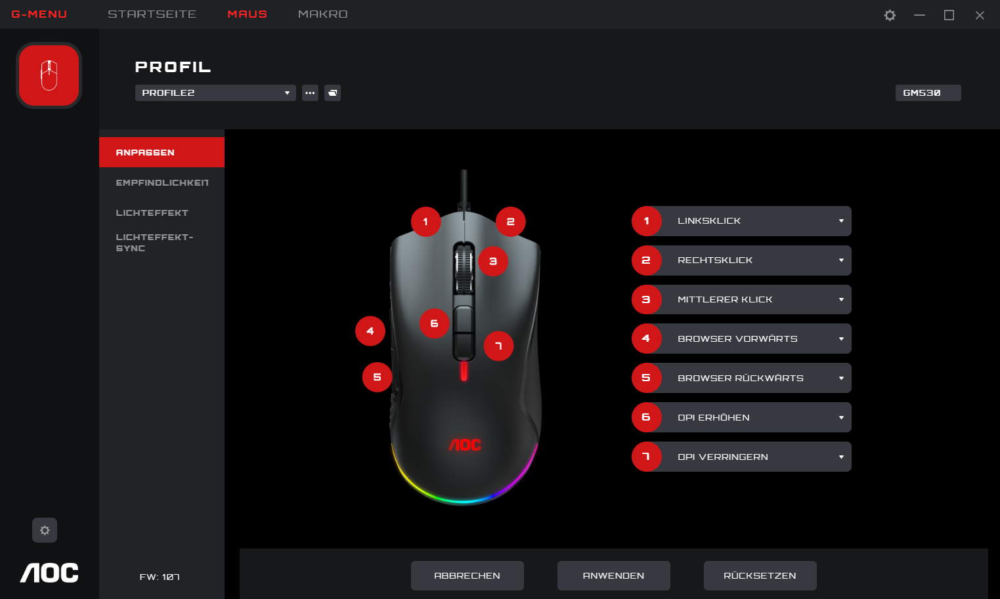 G-MENU STARTSEITE MAUS MAKRO
PROFIL
PROFILE2
GM530
ANPASSEN
EMPFINDLICHKEIT
LICHTEFFEKT
LICHTEFFEKT-
SYNC
1
2
3
4
5
6
7
AOC
1 LINKSKLICK
2 RECHTSKLICK
3 MITTLERER KLICK
4 BROWSER VORWÄRTS
5 BROWSER RÜCKWÄRTS
6 DPI ERHÖHEN
7 DPI VERRINGERN
AOC
FW: 107
ABBRECHEN ANWENDEN RÜCKSETZEN